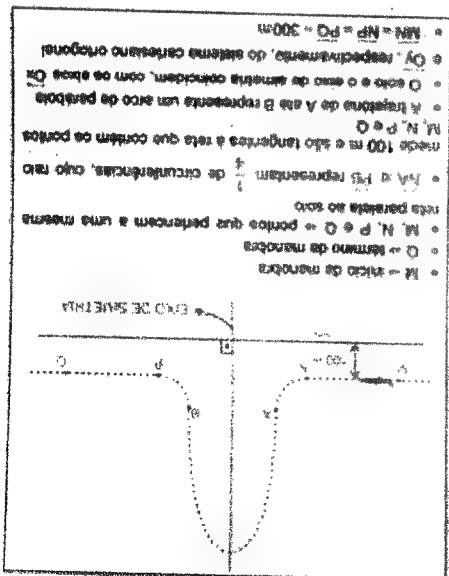 A
B
P
Q
EIXO DE SIMETRIA
• M → início da manobra
• Q → término da manobra
• M, N, P e Q → pontos que pertencem a uma mesma
reta paralela ao solo
• NA e PB representam 1/4 de circunferências, cujo raio
mede 100 m e são tangentes à reta que contém os pontos
M, N, P e Q
• A trajetória de A até B representa um arco de parábola
• O solo e o eixo de simetria coincidem, com os eixos Ox
e Oy, respectivamente, do sistema cartesiano ortogonal
• MN = NP = PQ = 300m